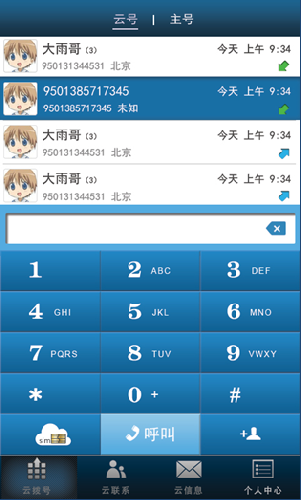 云号 | 主号
大雨哥 (3) 今天 上午 9:34
950131344531 北京
9501385717345 今天 上午 9:34
9501385717345 未知
大雨哥 (3) 今天 上午 9:34
950131344531 北京
大雨哥 (3) 今天 上午 9:34
950131344531 北京
1 2 ABC 3 DEF
4 GHI 5 JKL 6 MNO
7 PQRS 8 TUV 9 VWXY
* 0 + #
sm 呼叫 +
云拨号 云联系 云信息 个人中心